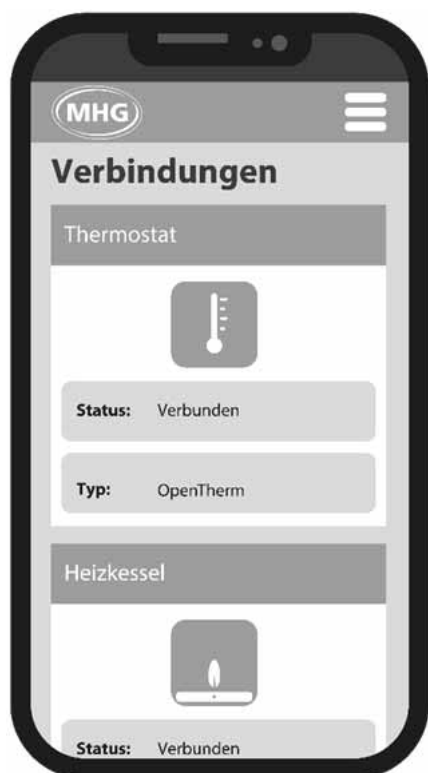 MHG
Verbindungen
Thermostat
Status: Verbunden
Typ: OpenTherm
Heizkessel
Status: Verbunden